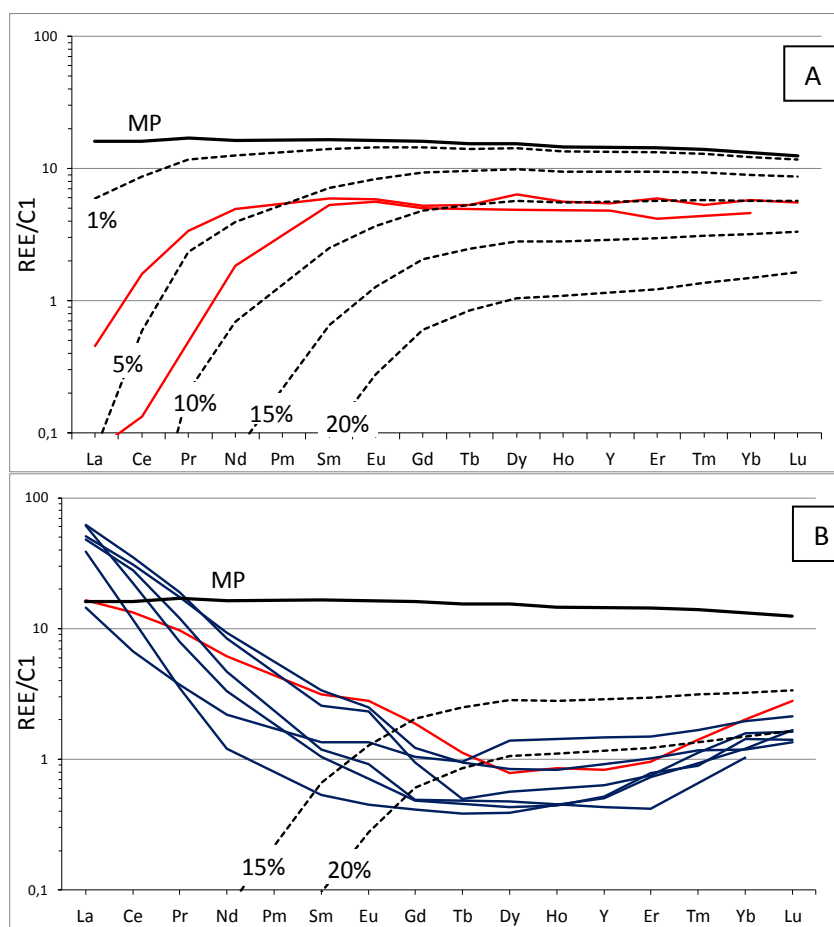 100
A
MP
10
1%
REE/C1
1
5%
10%
15%
20%
0,1
La Ce Pr Nd Pm Sm Eu Gd Tb Dy Ho Y Er Tm Yb Lu
100
B
MP
10
REE/C1
1
15%
20%
0,1
La Ce Pr Nd Pm Sm Eu Gd Tb Dy Ho Y Er Tm Yb Lu